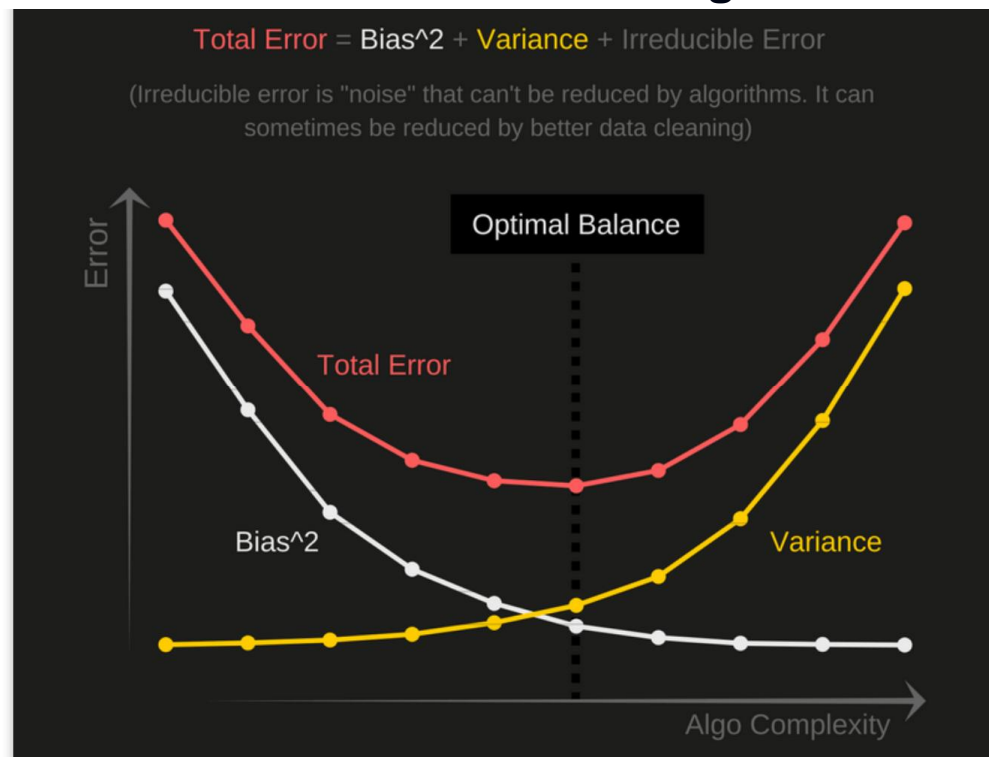 Total Error = Bias^2 + Variance + Irreducible Error
(Irreducible error is "noise" that can't be reduced by algorithms. It can
sometimes be reduced by better data cleaning)
Optimal Balance
Error
Total Error
Bias^2
Variance
Algo Complexity